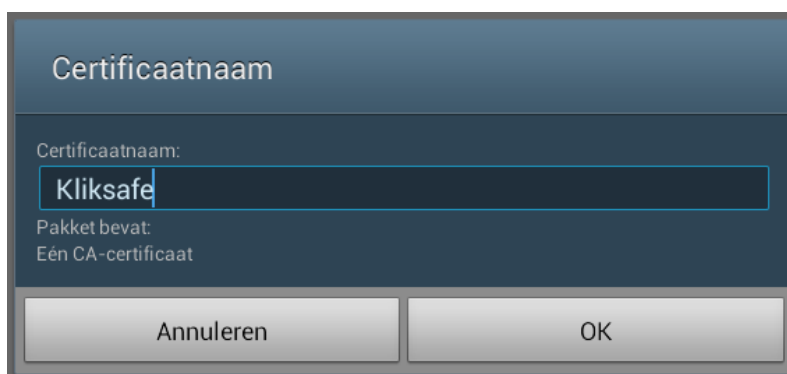 Certificaatnaam
Certificaatnaam:
Kliksafe
Pakket bevat:
Eén CA-certificaat
Annuleren OK